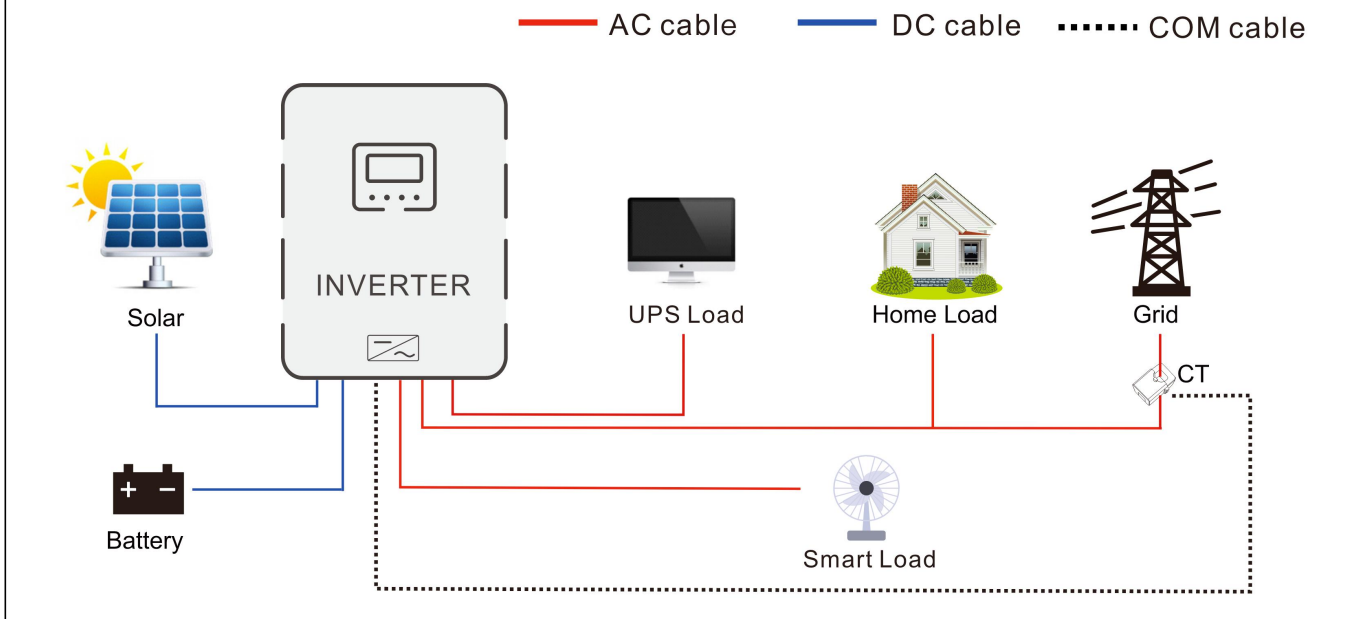 AC cable
DC cable
COM cable
INVERTER
Solar
UPS Load
Home Load
Grid
CT
+ −
Battery
Smart Load